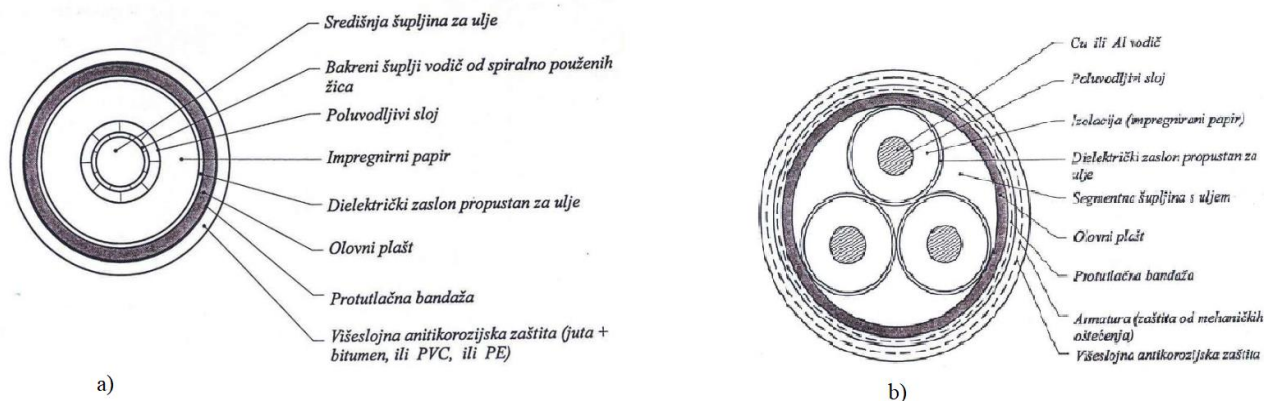 Središnja šupljina za ulje
Bakreni šuplji vodič od spiralno použenih
žica
Poluvodljivi sloj
Impregnirni papir
Dielektrički zaslon propustan za ulje
Olovni plašt
Protutlačna bandaža
Višeslojna anitikorozijska zaštita (juta +
bitumen, ili PVC, ili PE)
a)
Cu ili Al vodič
Poluvodljivi sloj
Izolacija (impregnirani papir)
Dielektrički zaslon propustan za
ulje
Segmentna šupljina s uljem
Olovni plašt
Protutlačna bandaža
Armatura (zaštita od mehaničkih
oštećenja)
Višeslojna antikorozijska zaštita
b)